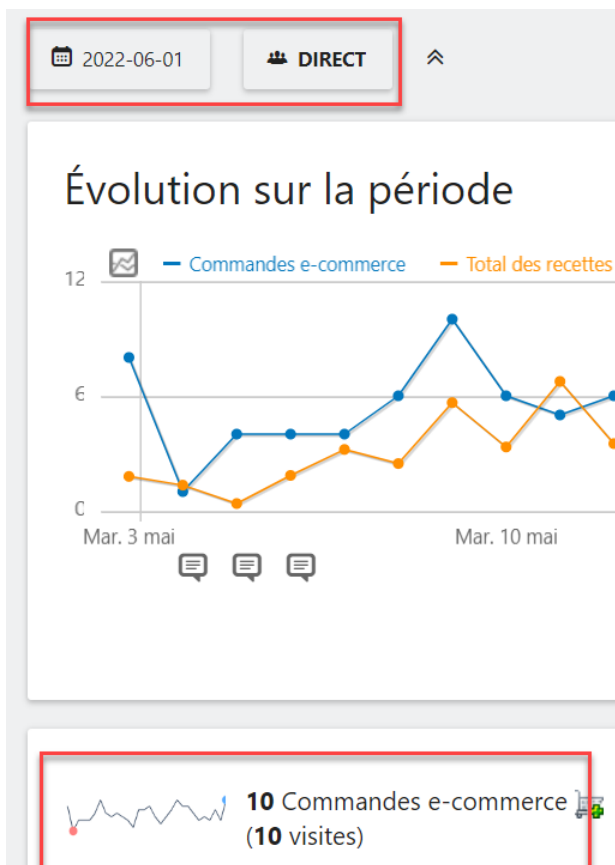 2022-06-01 DIRECT
Évolution sur la période
Commandes e-commerce Total des recettes
12
6
0
Mar. 3 mai Mar. 10 mai
10 Commandes e-commerce
(10 visites)